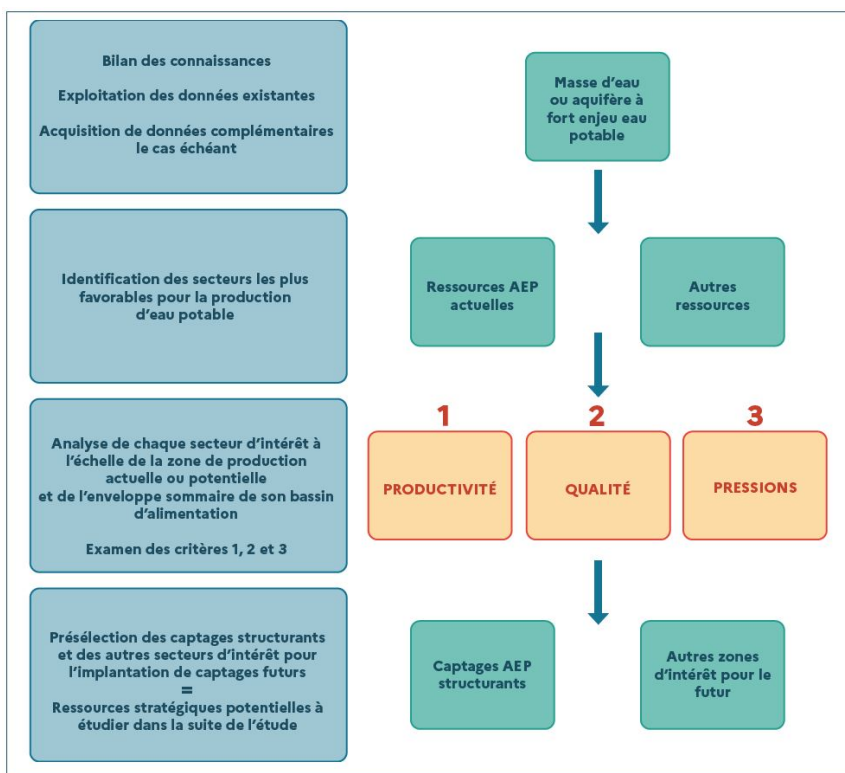 Bilan des connaissances
Exploitation des données existantes
Acquisition de données complémentaires
le cas échéant
Masse d'eau
ou aquifère à
fort enjeu eau
potable
Identification des secteurs les plus
favorables pour la production
d'eau potable
Ressources AEP
actuelles
Autres
ressources
Analyse de chaque secteur d'intérêt à
l'échelle de la zone de production
actuelle ou potentielle
et de l'enveloppe sommaire de son bassin
d'alimentation
Examen des critères 1, 2 et 3
1
PRODUCTIVITÉ
2
QUALITÉ
3
PRESSIONS
Présélection des captages structurants
et des autres secteurs d'intérêt pour
l'implantation de captages futurs
=
Ressources stratégiques potentielles à
étudier dans la suite de l'étude
Captages AEP
structurants
Autres zones
d'intérêt pour le
futur